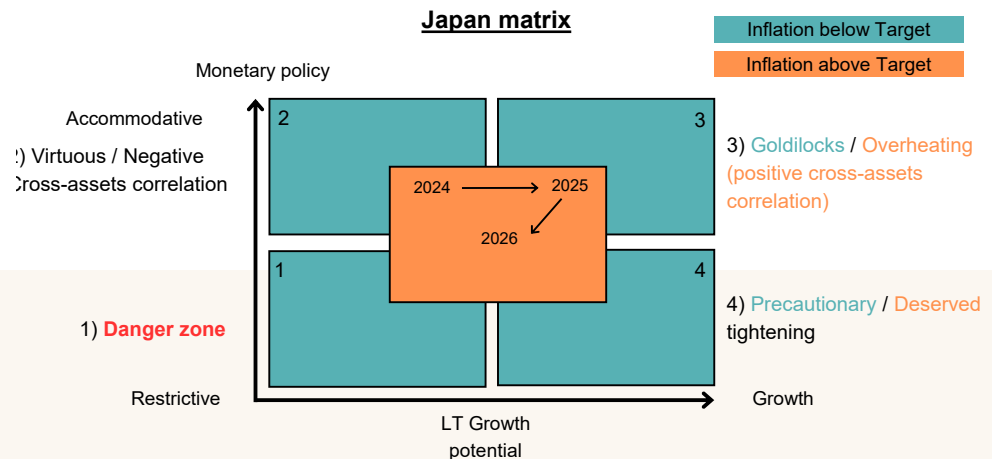 Japan matrix
Inflation below Target
Inflation above Target
Monetary policy
Accommodative
2) Virtuous / Negative
Cross-assets correlation
2
3
3) Goldilocks / Overheating
(positive cross-assets
correlation)
2024
2025
2026
1
4
1) Danger zone
4) Precautionary / Deserved
tightening
Restrictive
Growth
LT Growth
potential